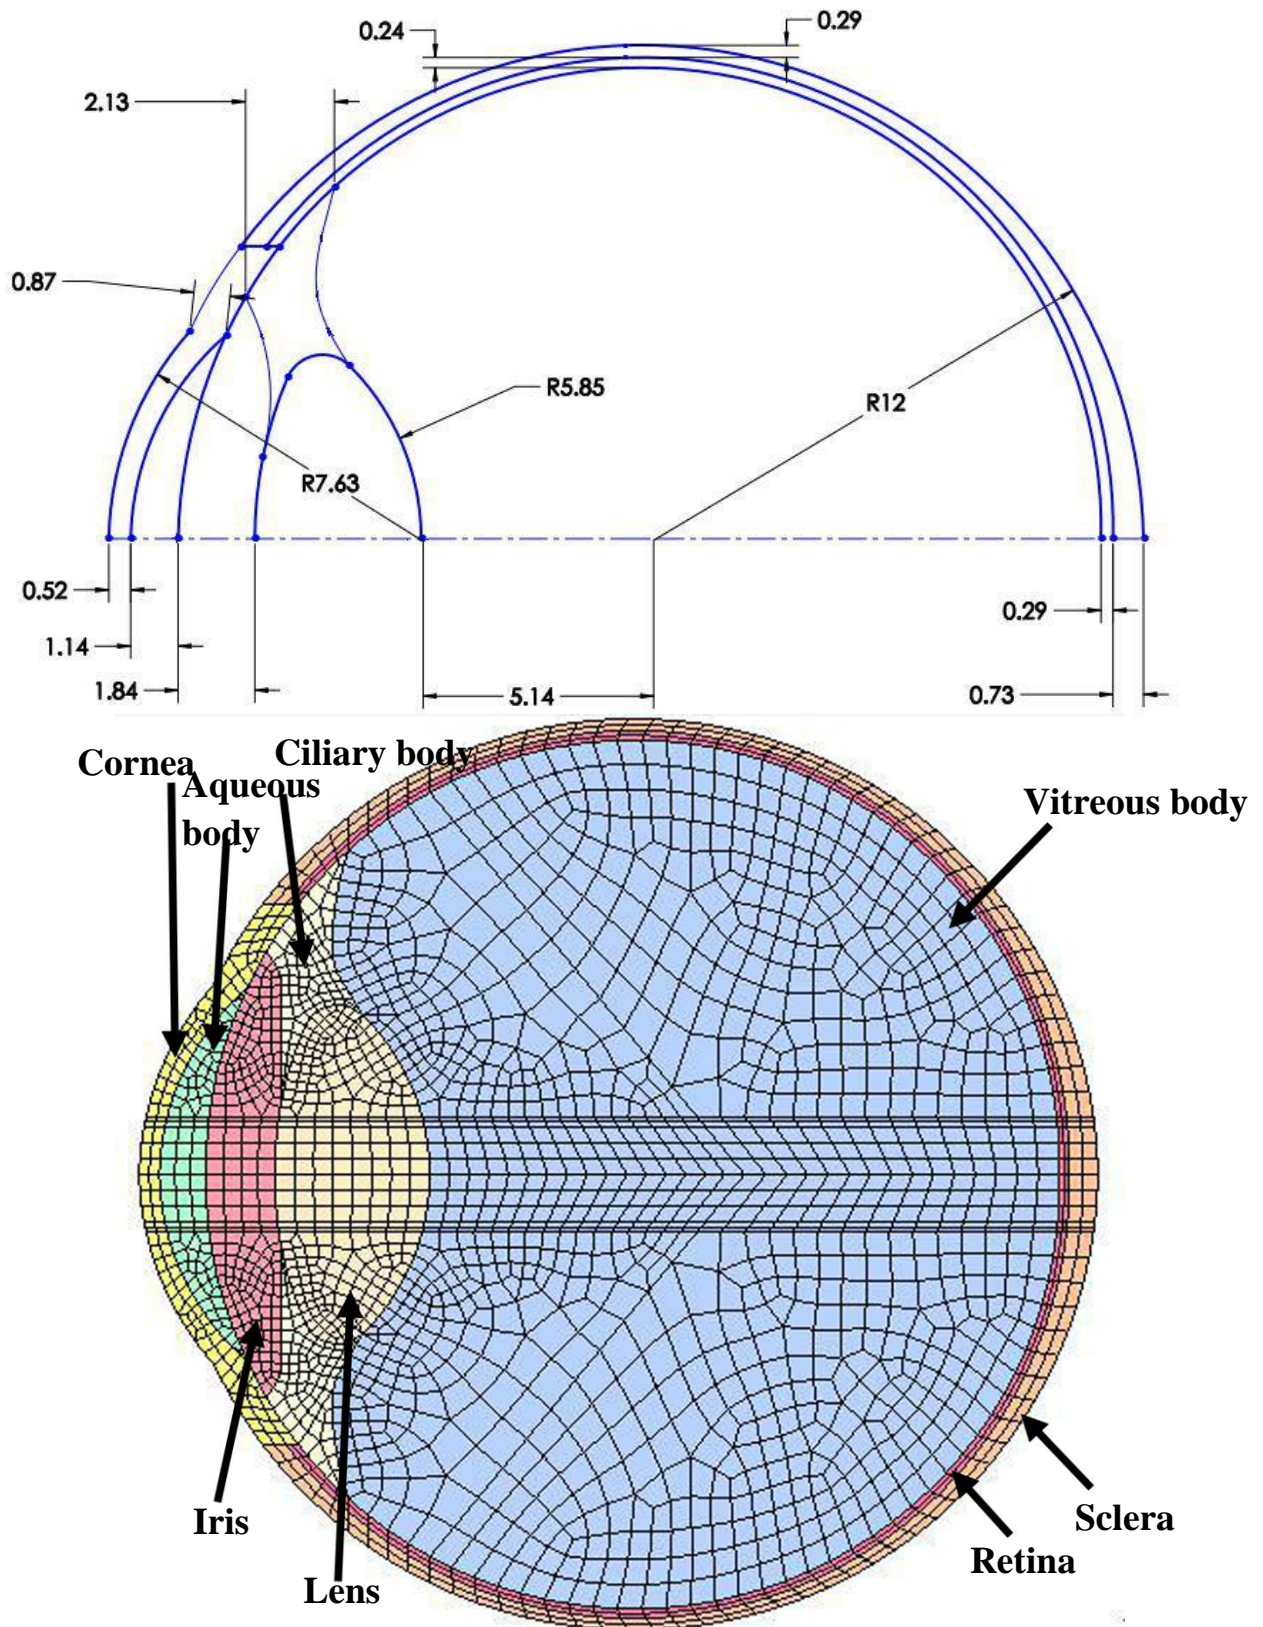 0.24
0.29
2.13
0.87
R5.85
R12
R7.63
0.52
0.29
1.14
1.84
5.14
0.73
Ciliary body
Cornea
Aqueous
body
Vitreous body
Iris
Lens
Sclera
Retina